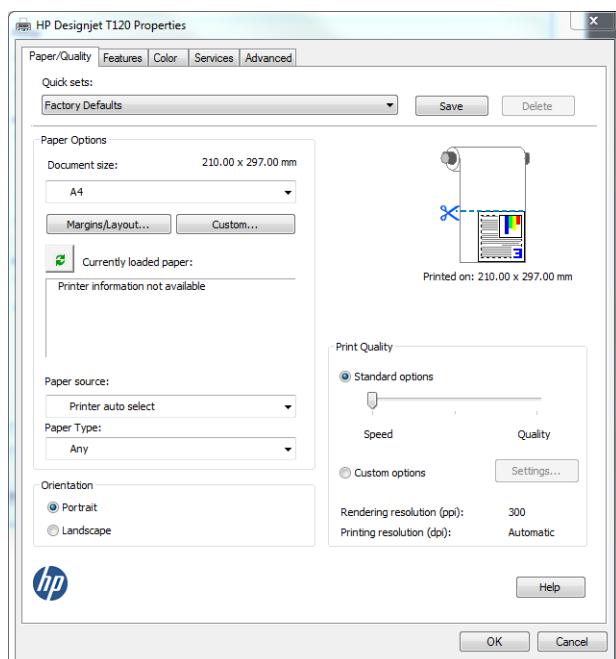 HP Designjet T120 Properties
x
Paper/Quality Features Color Services Advanced
Quick sets:
Factory Defaults
Save
Delete
Paper Options
Document size:
210.00 x 297.00 mm
A4
Margins/Layout...
Custom...
Currently loaded paper:
Printer information not available
Paper source:
Printer auto select
Paper Type:
Any
Orientation
Portrait
Landscape
3
Printed on: 210.00 x 297.00 mm
Print Quality
Standard options
Speed
Quality
Custom options
Settings...
Rendering resolution (ppi): 300
Printing resolution (dpi): Automatic
hp
Help
OK
Cancel